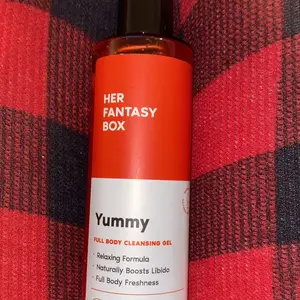 HER
FANTASY
BOX
Yummy
FULL BODY CLEANSING GEL
· Relaxing Formula
· Naturally Boosts Libido
· Full Body Freshness